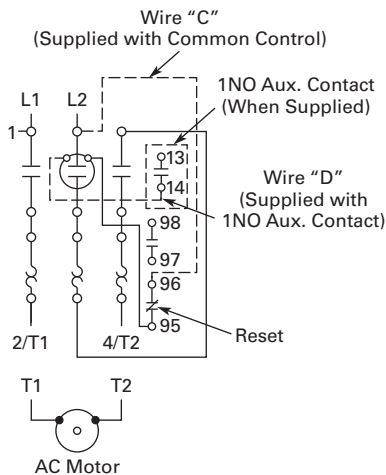 Wire “C”
(Supplied with Common Control)
1NO Aux. Contact
(When Supplied)
L1
L2
1
13
14
Wire “D”
(Supplied with
1NO Aux. Contact)
98
97
96
95
Reset
2/T1
4/T2
T1
T2
AC Motor